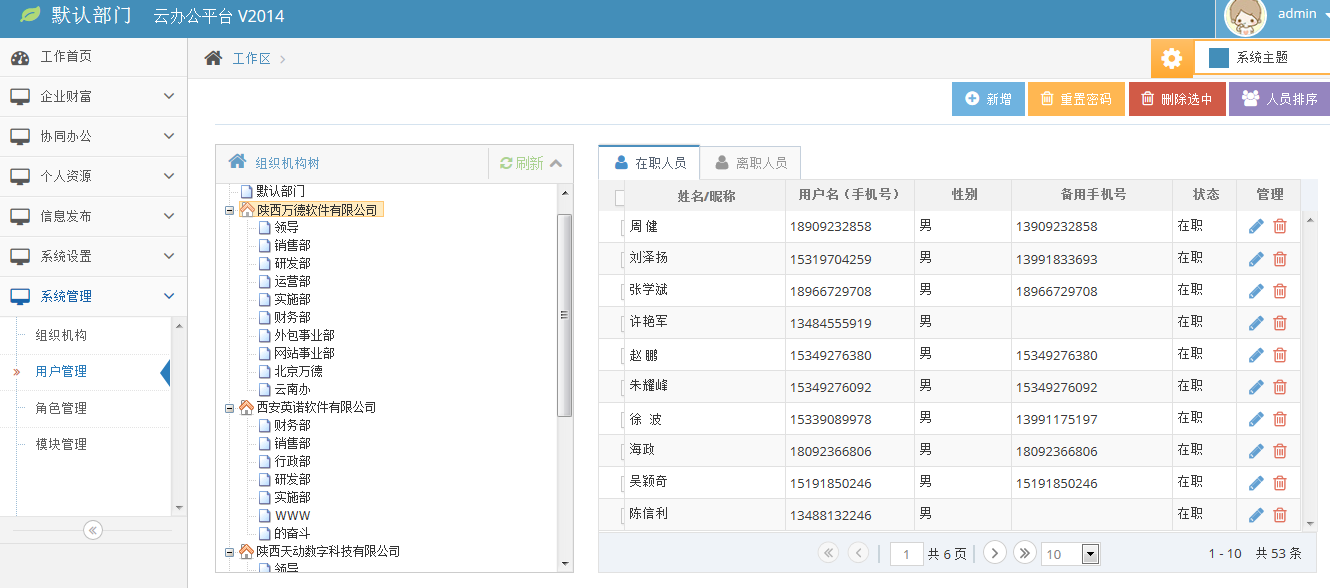 默认部门 云办公平台 V2014 admin
工作首页
企业财富
协同办公
个人资源
信息发布
系统设置
系统管理
组织机构
用户管理
角色管理
模块管理
工作区
系统主题
新增 重置密码 删除选中 人员排序
组织机构树 刷新
默认部门
陕西万德软件有限公司
领导
销售部
研发部
运营部
实施部
财务部
外包事业部
网站事业部
北京万德
云南办
西安英诺软件有限公司
财务部
销售部
行政部
研发部
实施部
WWW
的奋斗
陕西天动数字科技有限公司
领导
在职人员 离职人员
姓名/昵称 用户名（手机号） 性别 备用手机号 状态 管理
周 健 18909232858 男 13909232858 在职
刘泽扬 15319704259 男 13991833693 在职
张学斌 18966729708 男 18966729708 在职
许艳军 13484555919 男 在职
赵 鹏 15349276380 男 15349276380 在职
朱耀峰 15349276092 男 15349276092 在职
徐 波 15339089978 男 13991175197 在职
海政 18092366806 男 18092366806 在职
吴颖奇 15191850246 男 15191850246 在职
陈信利 13488132246 男 在职
1 共 6 页 10 1 - 10 共 53 条